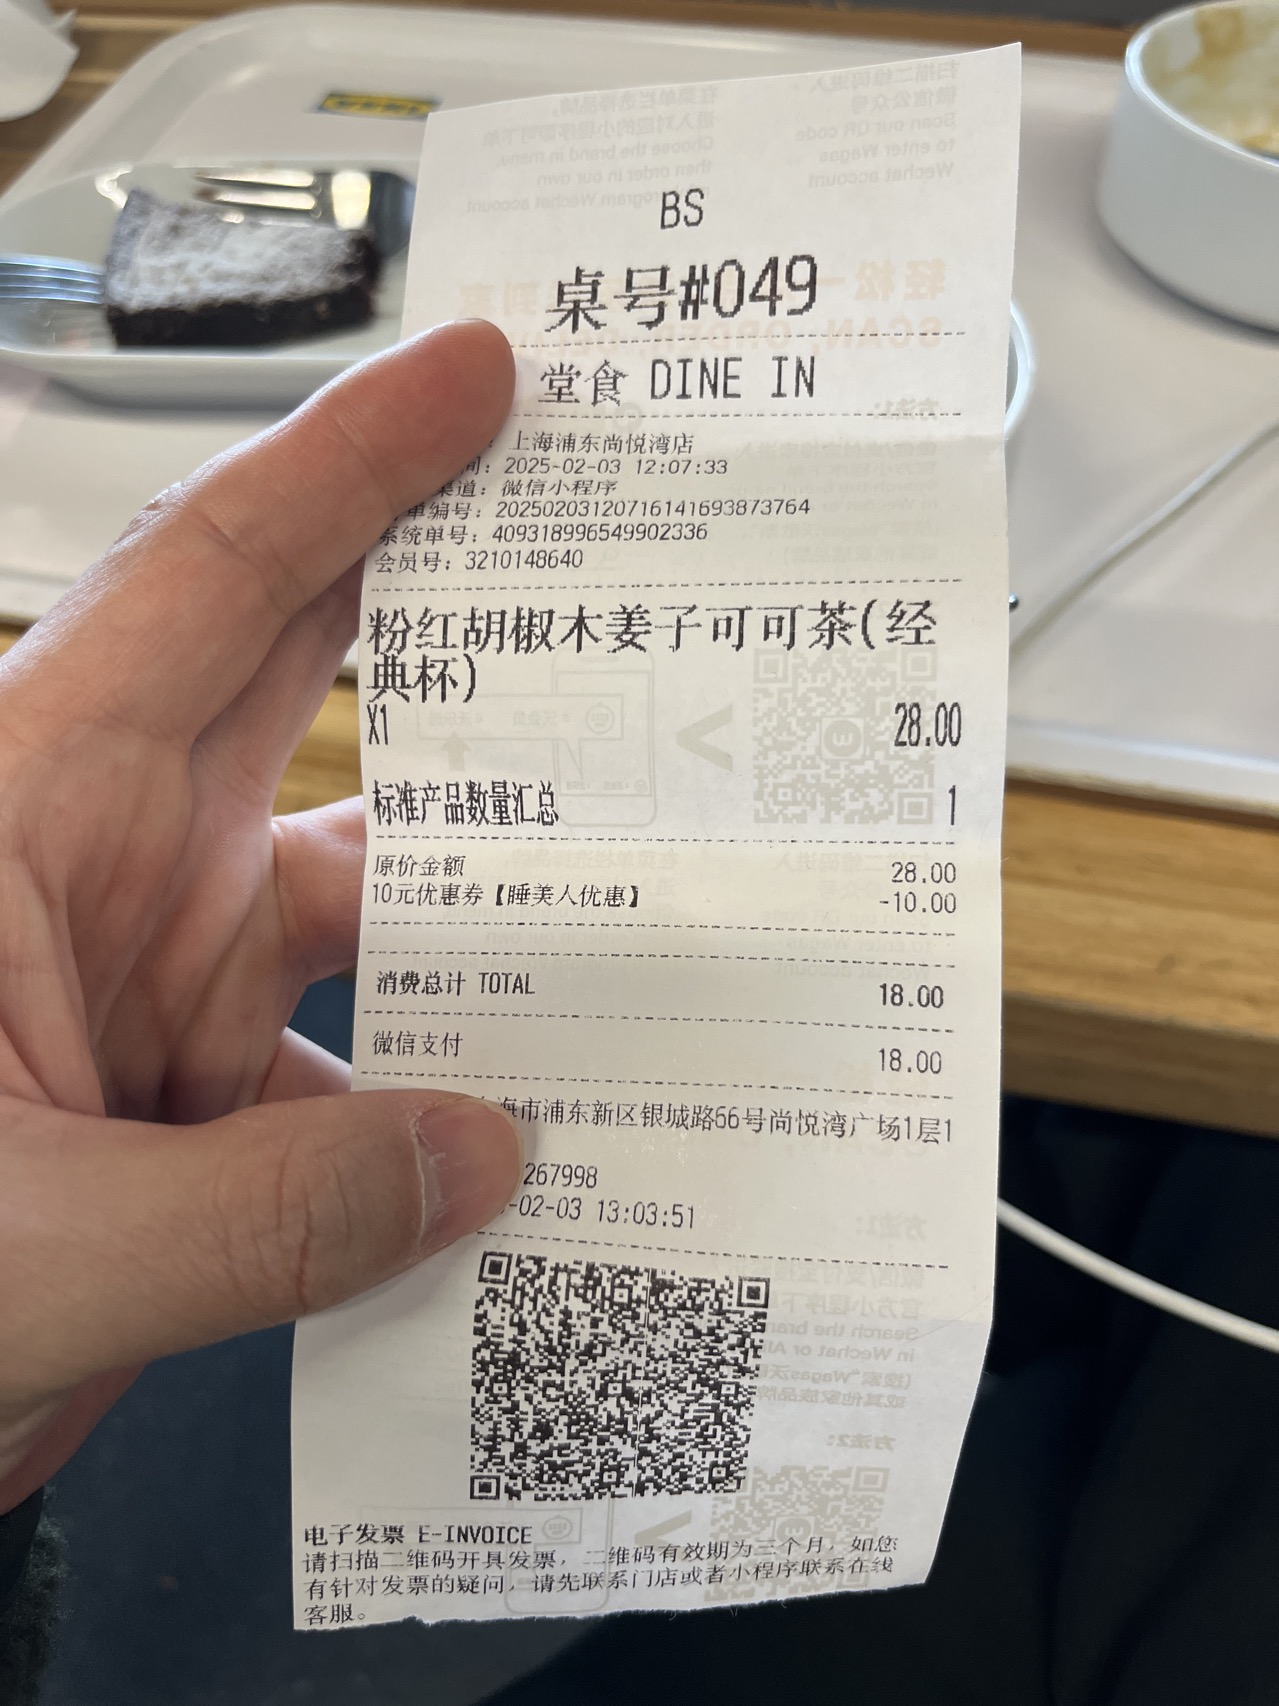 BS
桌号#049
堂食 DINE IN
上海浦东尚悦湾店
间: 2025-02-03 12:07:33
渠道: 微信小程序
单编号: 20250203120716141693873764
系统单号: 409318996549902336
会员号: 3210148640
粉红胡椒木姜子可可茶(经
典杯)
X1 28.00
标准产品数量汇总 1
原价金额 28.00
10元优惠券【睡美人优惠】 -10.00
消费总计 TOTAL 18.00
微信支付 18.00
海市浦东新区银城路66号尚悦湾广场1层1
267998
-02-03 13:03:51
电子发票 E-INVOICE
请扫描二维码开具发票，二维码有效期为三个月，如您
有针对发票的疑问，请先联系门店或者小程序联系在线
客服。